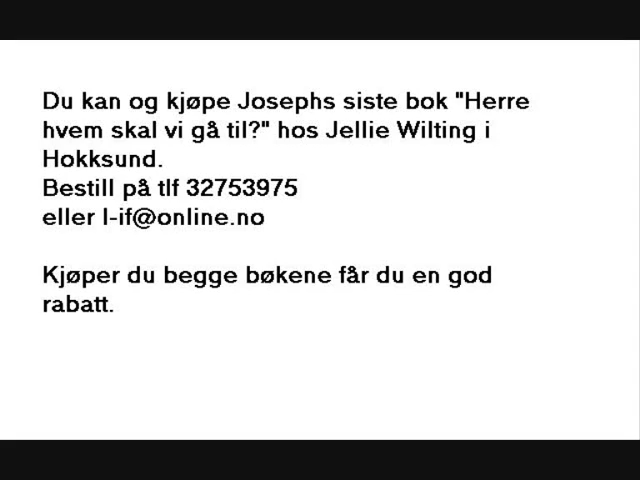 Du kan og kjøpe Josephs siste bok "Herre
hvem skal vi gå til?" hos Jellie Wilting i
Hokksund.
Bestill på tlf 32753975
eller l-if@online.no
Kjøper du begge bøkene får du en god
rabatt.